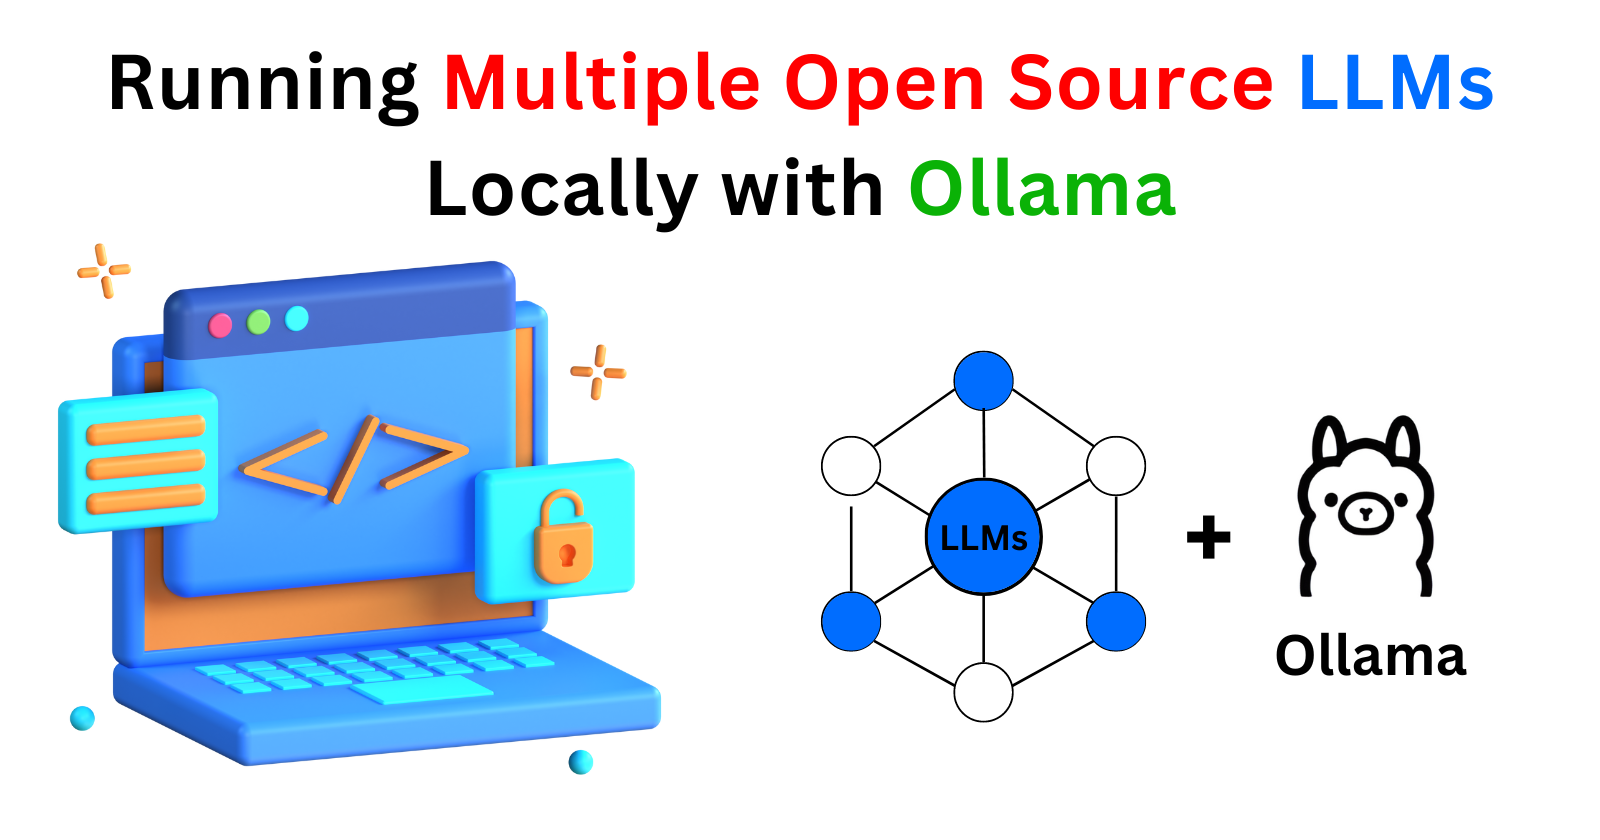 Running Multiple Open Source LLMs
Locally with Ollama
</>
LLMs
+
Ollama